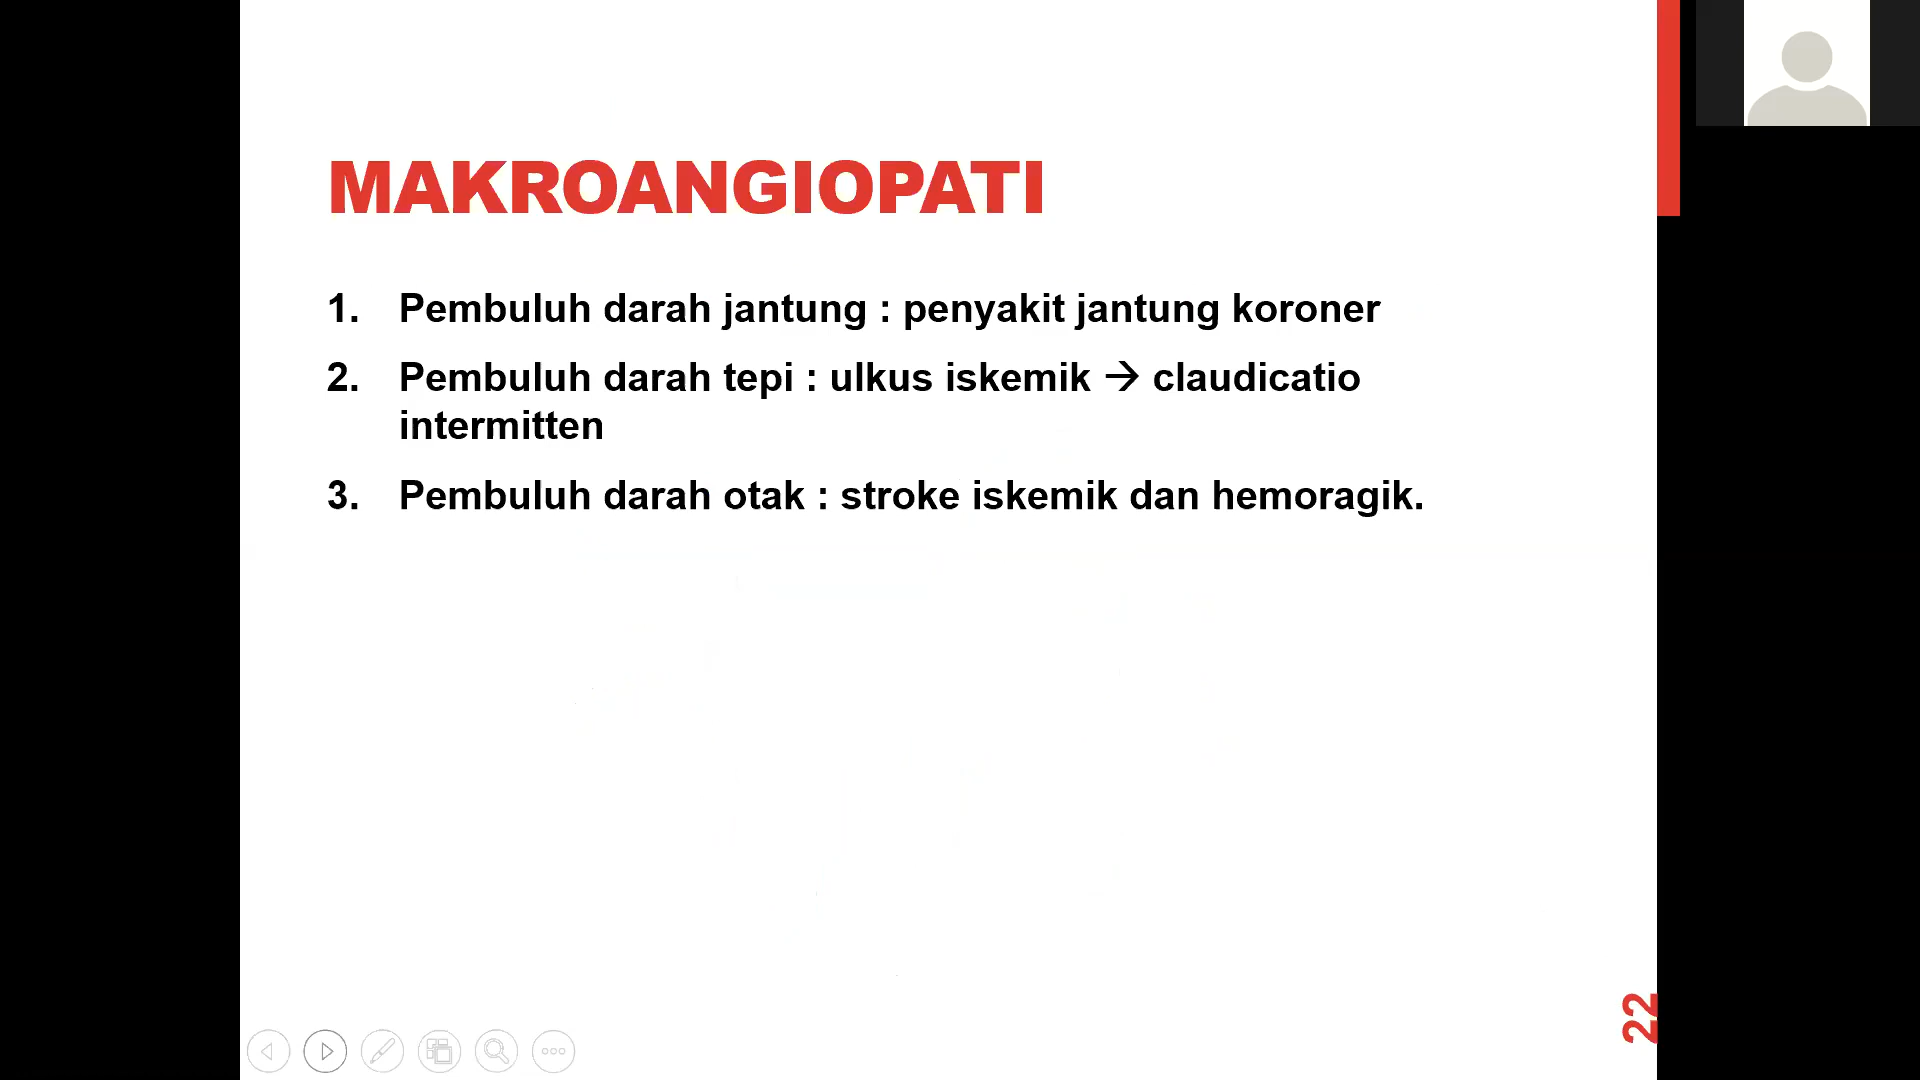 MAKROANGIOPATI
1. Pembuluh darah jantung : penyakit jantung koroner
2. Pembuluh darah tepi : ulkus iskemik → claudicatio
intermitten
3. Pembuluh darah otak : stroke iskemik dan hemoragik.
22